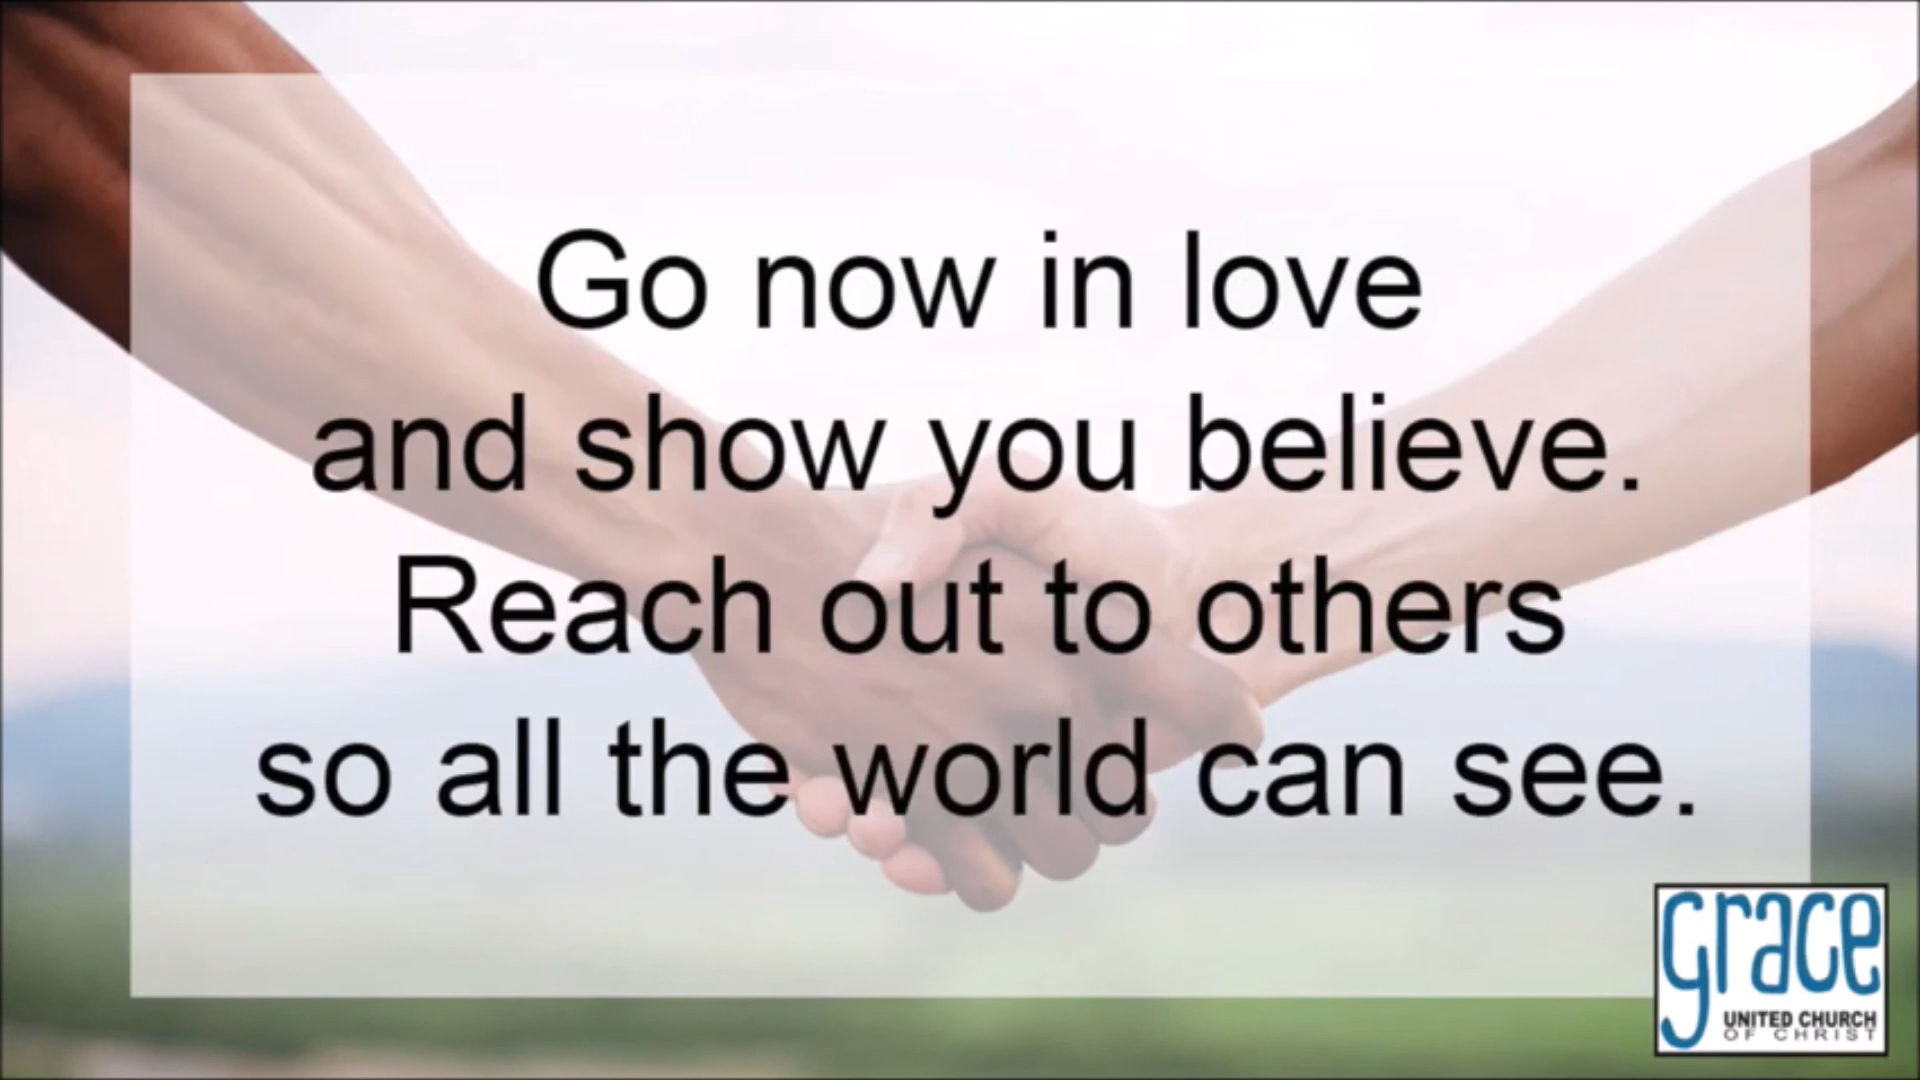 Go now in love
and show you believe.
Reach out to others
so all the world can see.
grace
UNITED CHURCH
OF CHRIST